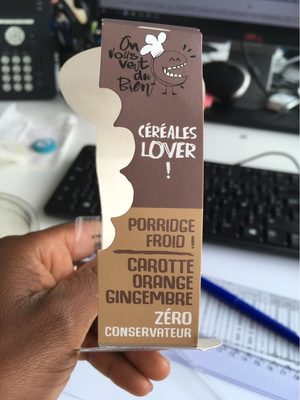 On
vous
veut
du
Bien
CÉRÉALES
LOVER
!
PORRIDGE
FROID !
CAROTTE
ORANGE
GINGEMBRE
ZÉRO
CONSERVATEUR